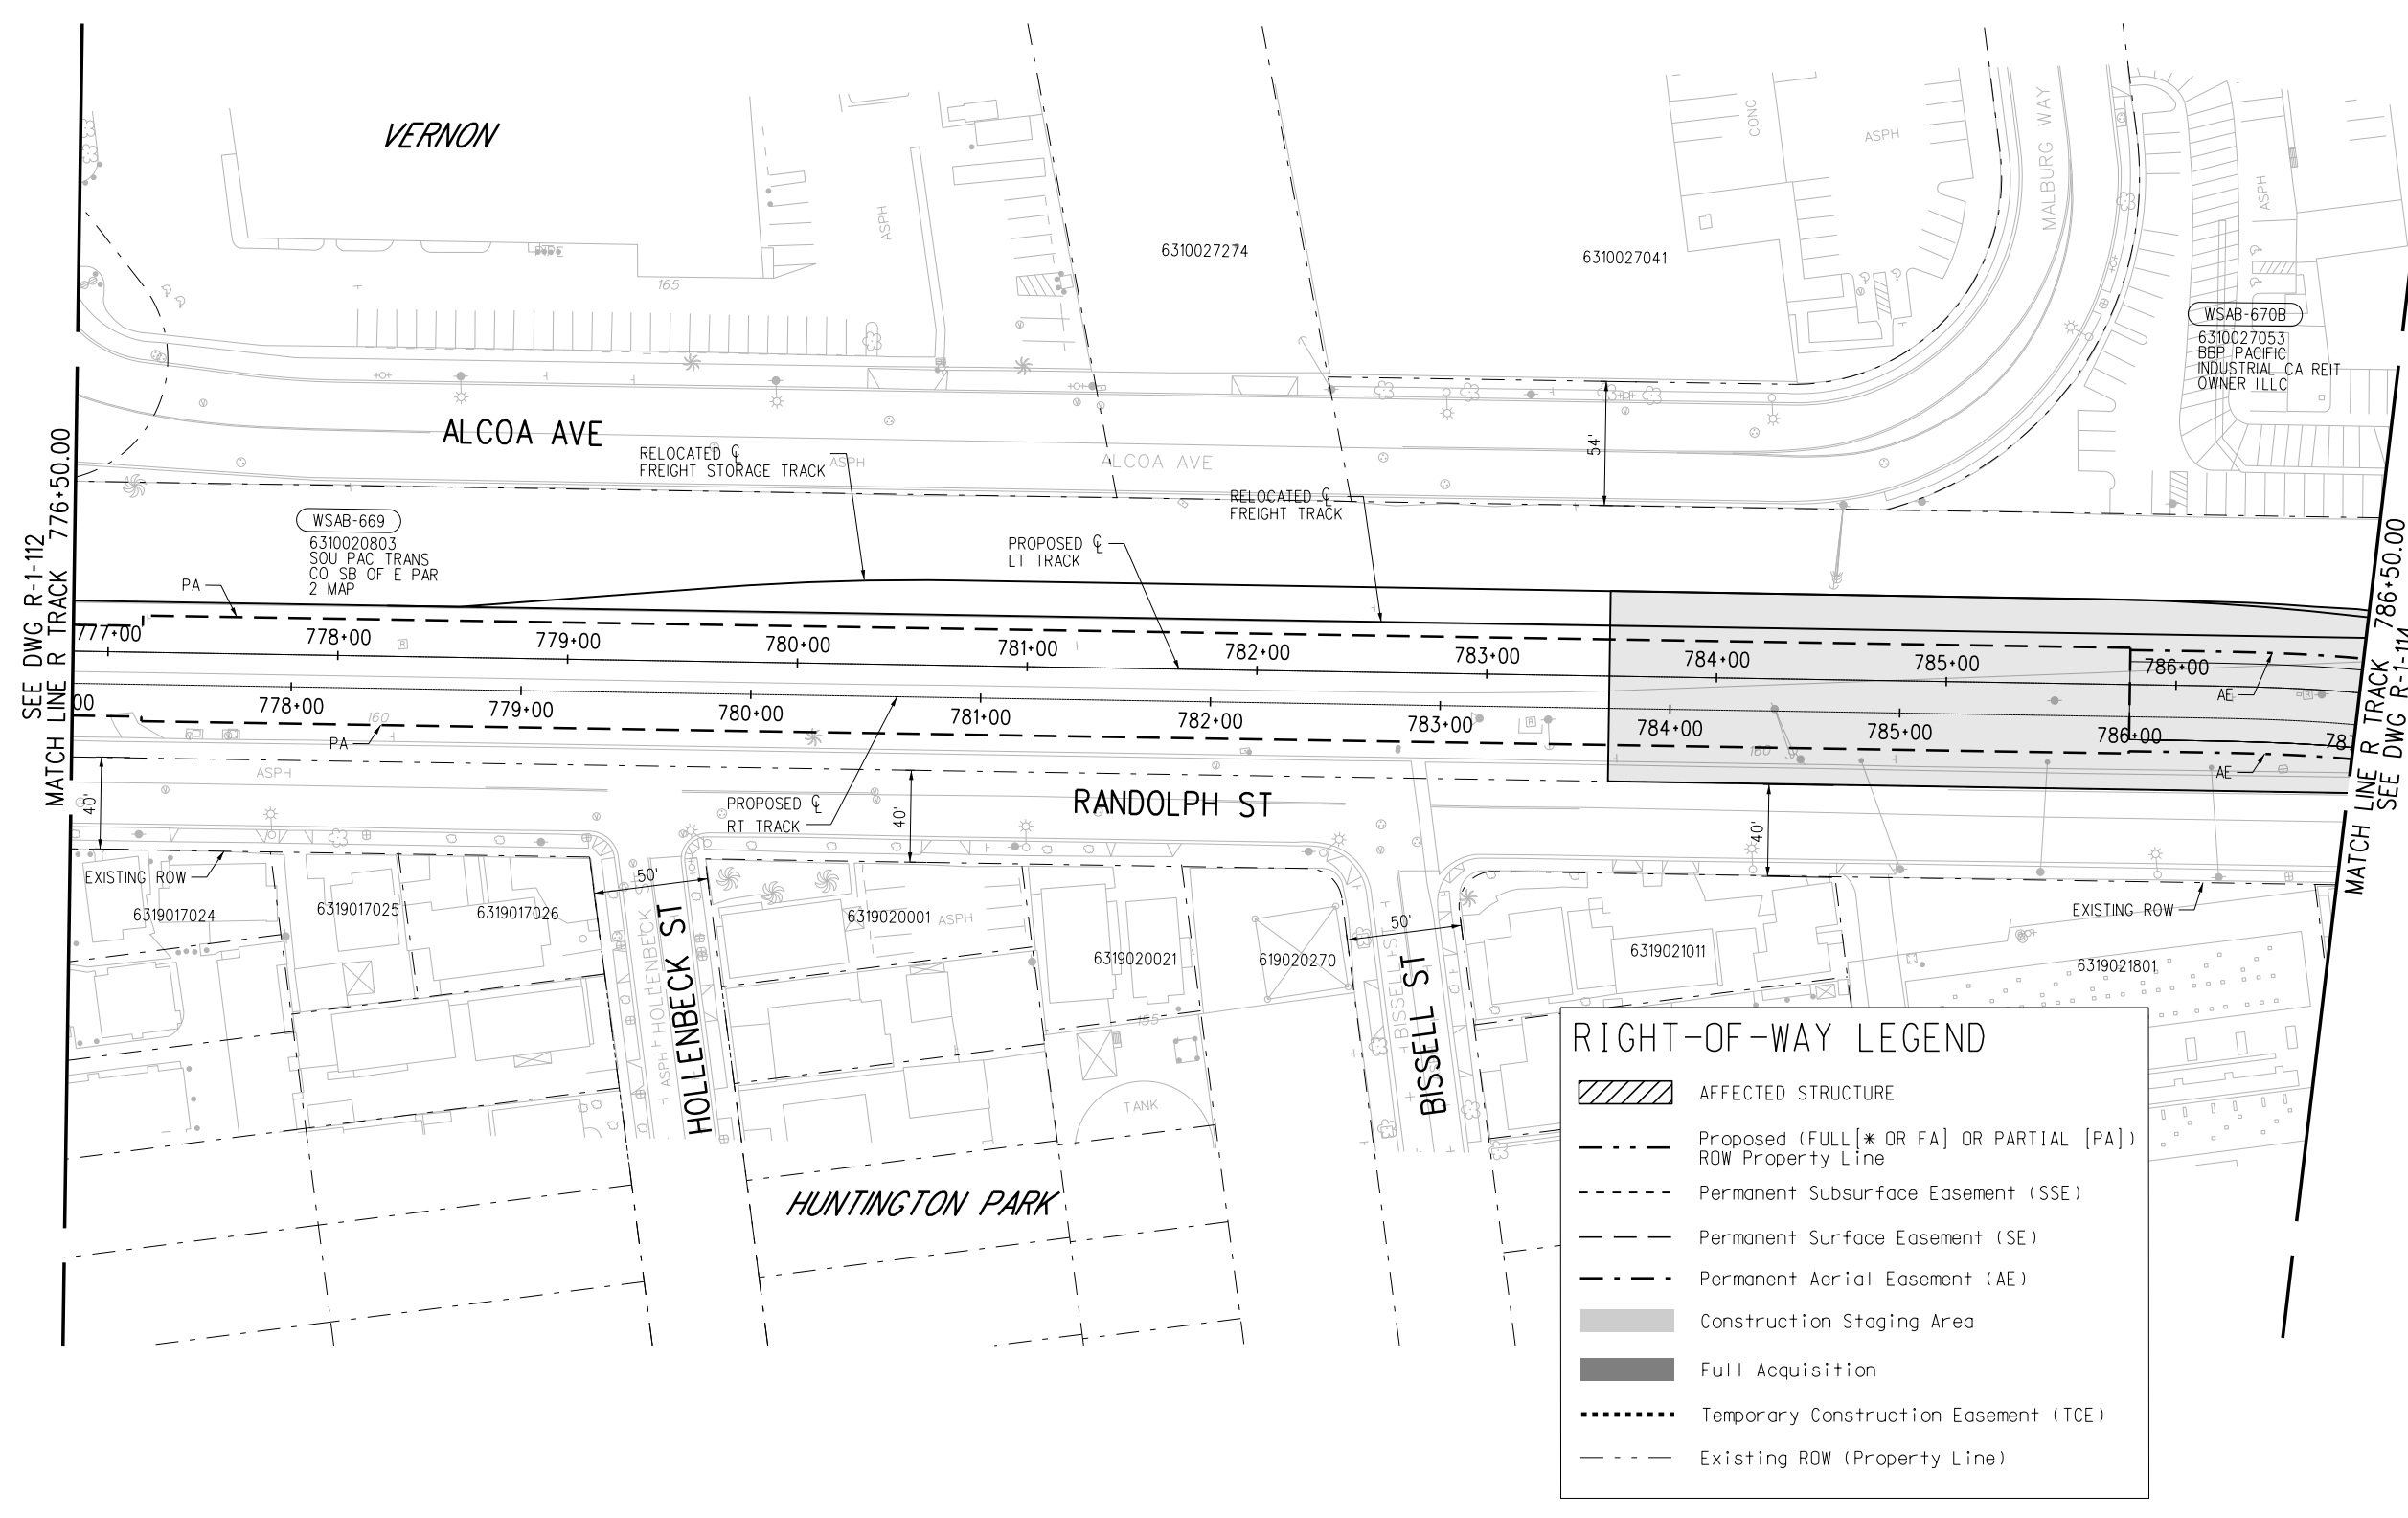 VERNON
CONC
ASPH
MALBURG WAY
ASPH
ASPH
6310027274
6310027041
165
WSAB-670B
6310027053
BBP PACIFIC
INDUSTRIAL CA REIT
OWNER ILLC
ALCOA AVE
RELOCATED ℄
FREIGHT STORAGE TRACK
ASPH
ALCOA AVE
54'
RELOCATED ℄
FREIGHT TRACK
SEE DWG R-1-112
MATCH LINE R TRACK 776+50.00
WSAB-669
6310020803
SOU PAC TRANS
CO SB OF E PAR
2 MAP
PROPOSED ℄
LT TRACK
PA
777+00
778+00
779+00
780+00
781+00
782+00
783+00
784+00
785+00
786+00
AE
MATCH LINE R TRACK 786+50.00
SEE DWG R-1-114
00
778+00
779+00
780+00
781+00
782+00
783+00
784+00
785+00
786+00
787
160
160
PA
AE
R
R
R
ASPH
40'
PROPOSED ℄
RT TRACK
40'
RANDOLPH ST
40'
EXISTING ROW
50'
50'
EXISTING ROW
6319017024
6319017025
6319017026
HOLLENBECK ST
ASPH
HOLLENBECK ST
6319020001
ASPH
6319020021
619020270
BISSELL ST
BISSELL ST
6319021011
6319021801
155
TANK
HUNTINGTON PARK
RIGHT-OF-WAY LEGEND
AFFECTED STRUCTURE
Proposed (FULL[* OR FA] OR PARTIAL [PA])
ROW Property Line
Permanent Subsurface Easement (SSE)
Permanent Surface Easement (SE)
Permanent Aerial Easement (AE)
Construction Staging Area
Full Acquisition
Temporary Construction Easement (TCE)
Existing ROW (Property Line)